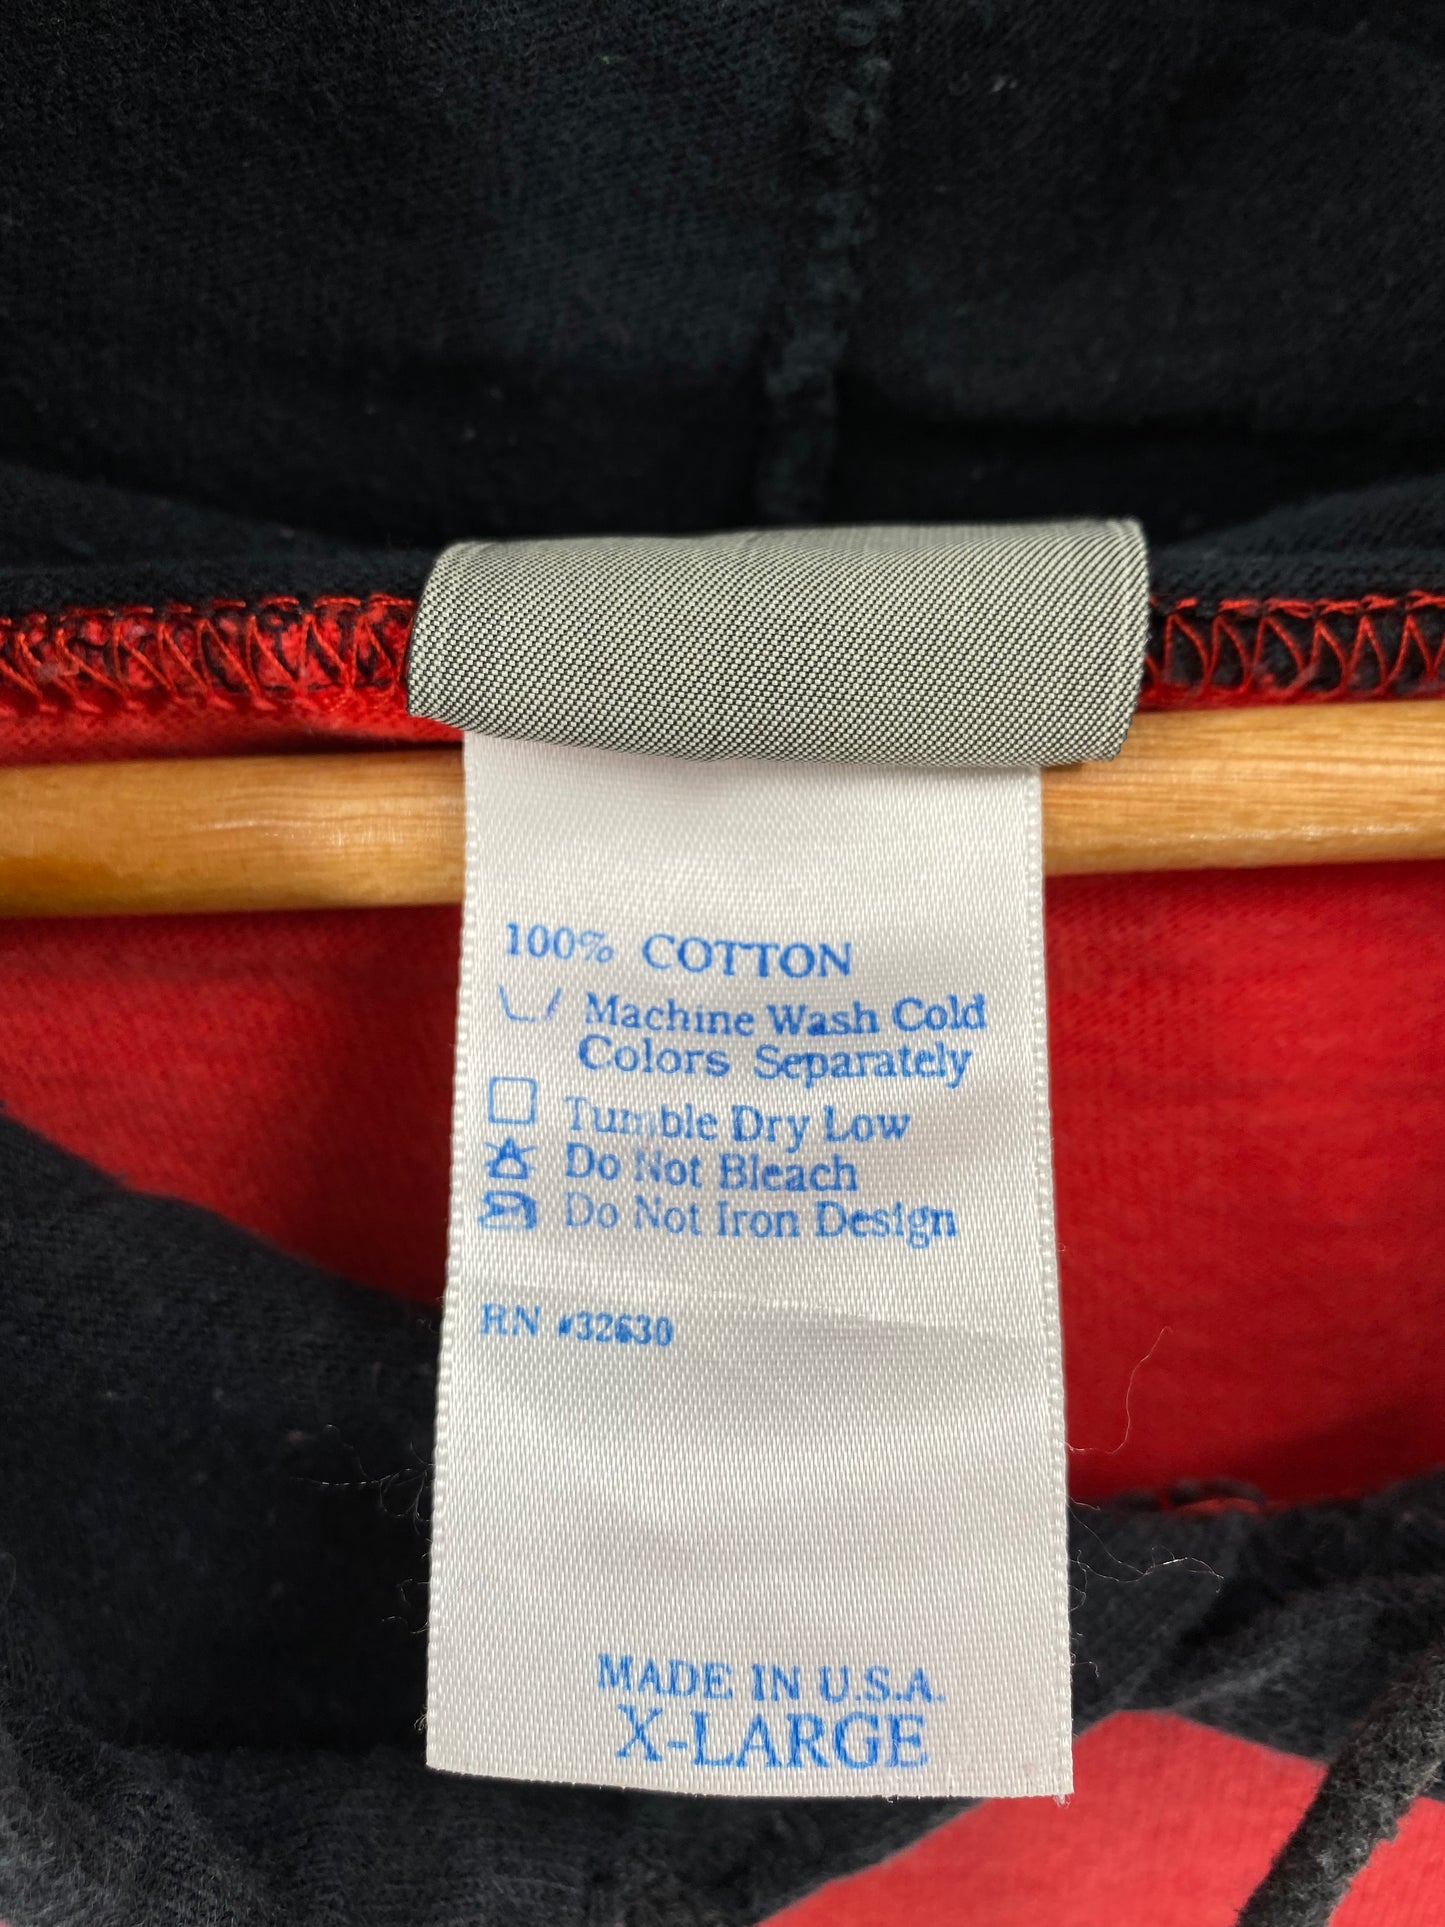 100% COTTON
Machine Wash Cold
Colors Separately
Tumble Dry Low
Do Not Bleach
Do Not Iron Design
RN #32630
MADE IN U.S.A.
X-LARGE